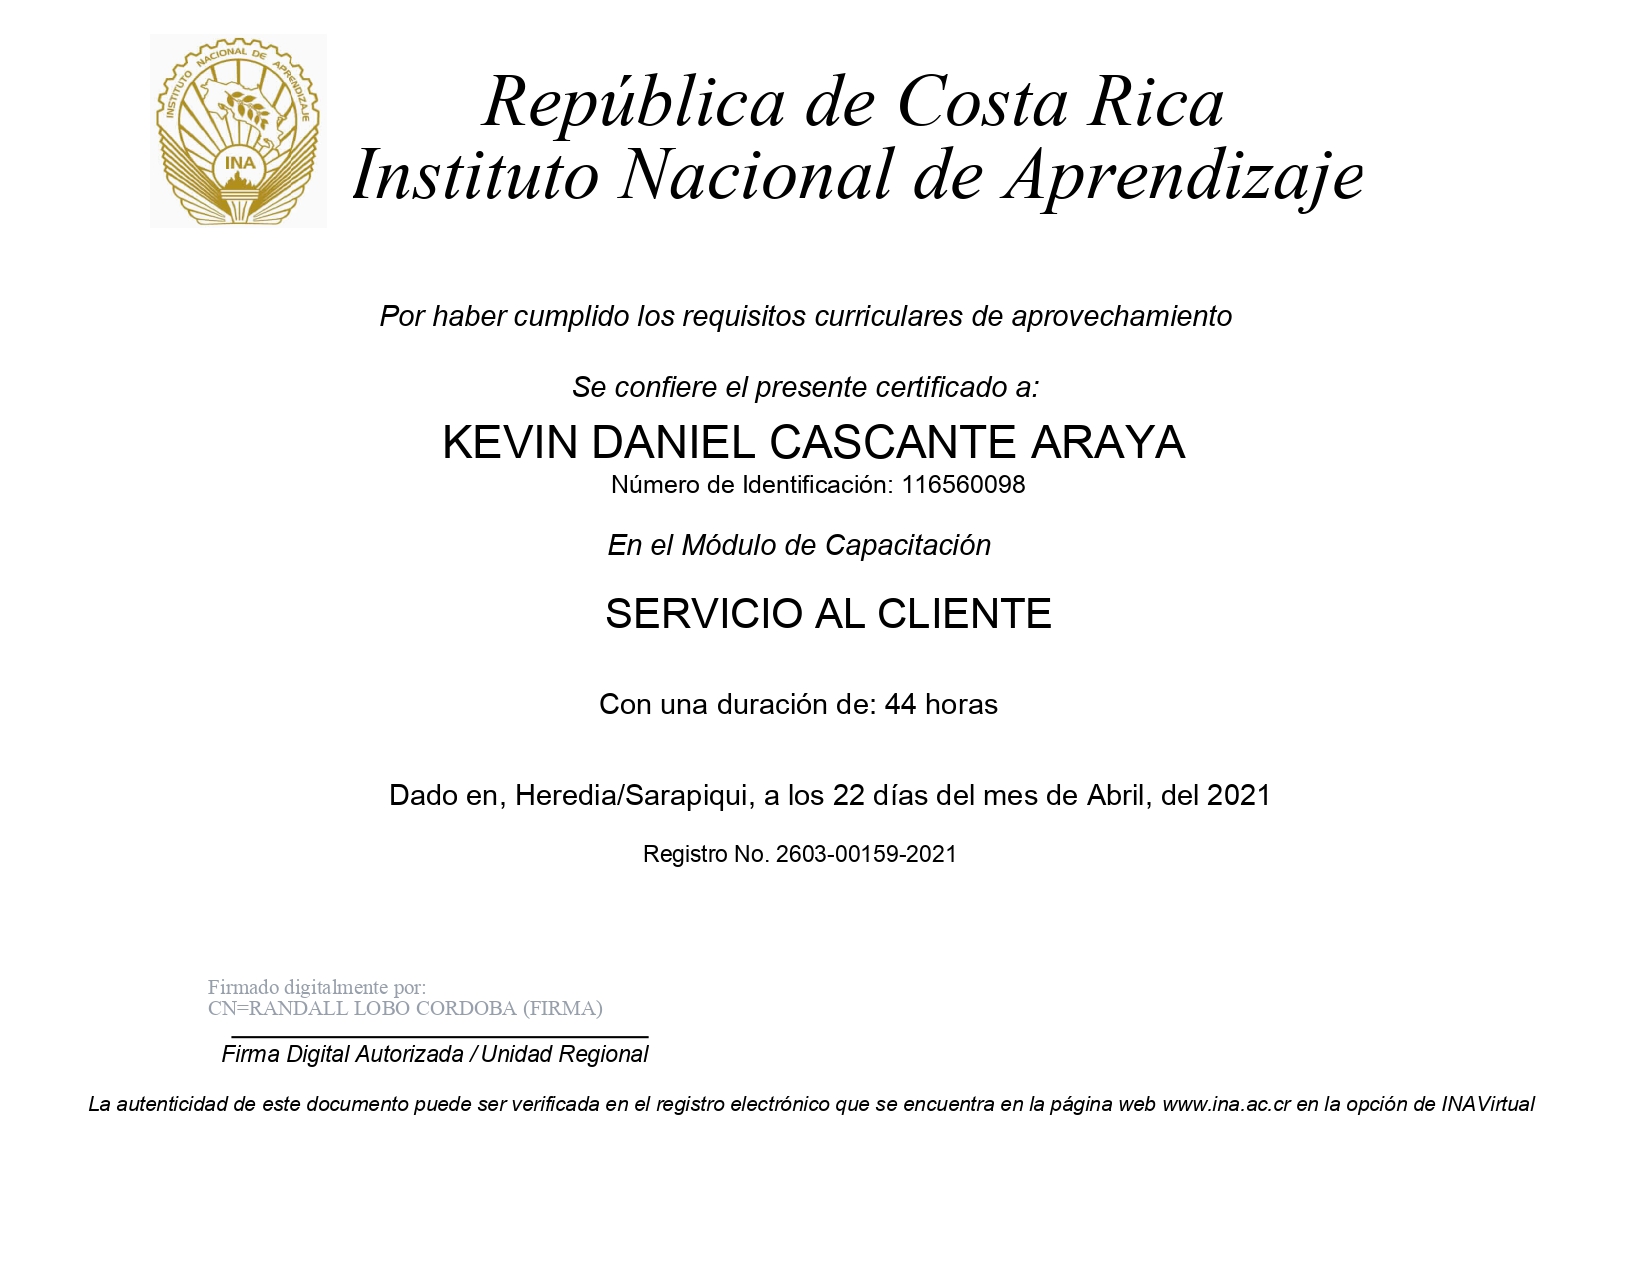 INSTITUTO NACIONAL DE APRENDIZAJE
INA
República de Costa Rica
Instituto Nacional de Aprendizaje
Por haber cumplido los requisitos curriculares de aprovechamiento
Se confiere el presente certificado a:
KEVIN DANIEL CASCANTE ARAYA
Número de Identificación: 116560098
En el Módulo de Capacitación
SERVICIO AL CLIENTE
Con una duración de: 44 horas
Dado en, Heredia/Sarapiqui, a los 22 días del mes de Abril, del 2021
Registro No. 2603-00159-2021
Firmado digitalmente por:
CN=RANDALL LOBO CORDOBA (FIRMA)
Firma Digital Autorizada / Unidad Regional
La autenticidad de este documento puede ser verificada en el registro electrónico que se encuentra en la página web www.ina.ac.cr en la opción de INAVirtual